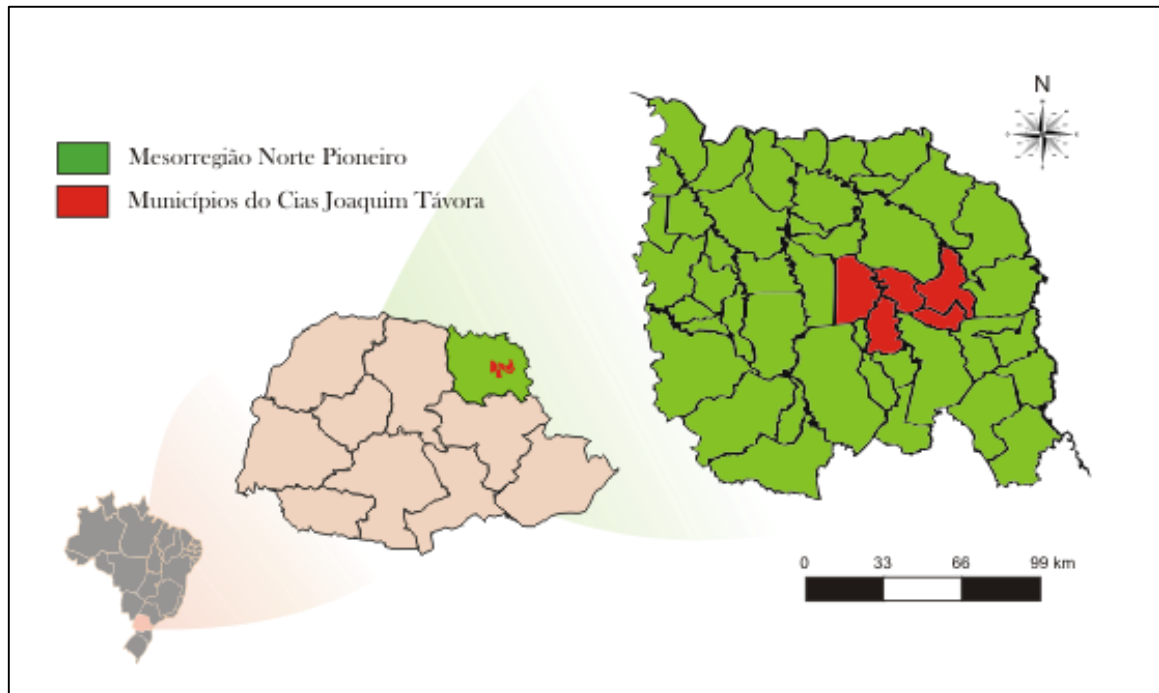 N
Mesorregião Norte Pioneiro
Municípios do Cias Joaquim Távora
0 33 66 99 km